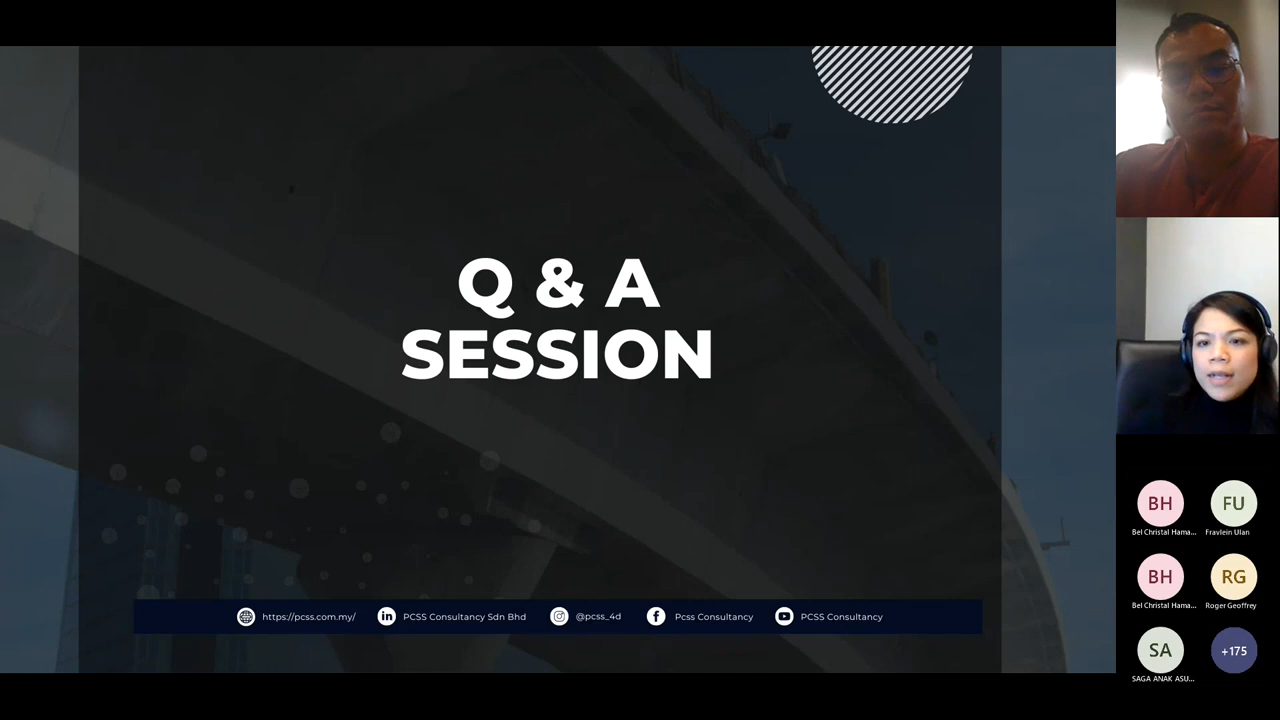 Q & A
SESSION
https://pcss.com.my/
in
PCSS Consultancy Sdn Bhd
@pcss_4d
Pcss Consultancy
PCSS Consultancy
BH
Bel Christal Hama...
FU
Fravlein Ulan
BH
Bel Christal Hama...
RG
Roger Geoffrey
SA
SAGA ANAK ASU...
+175